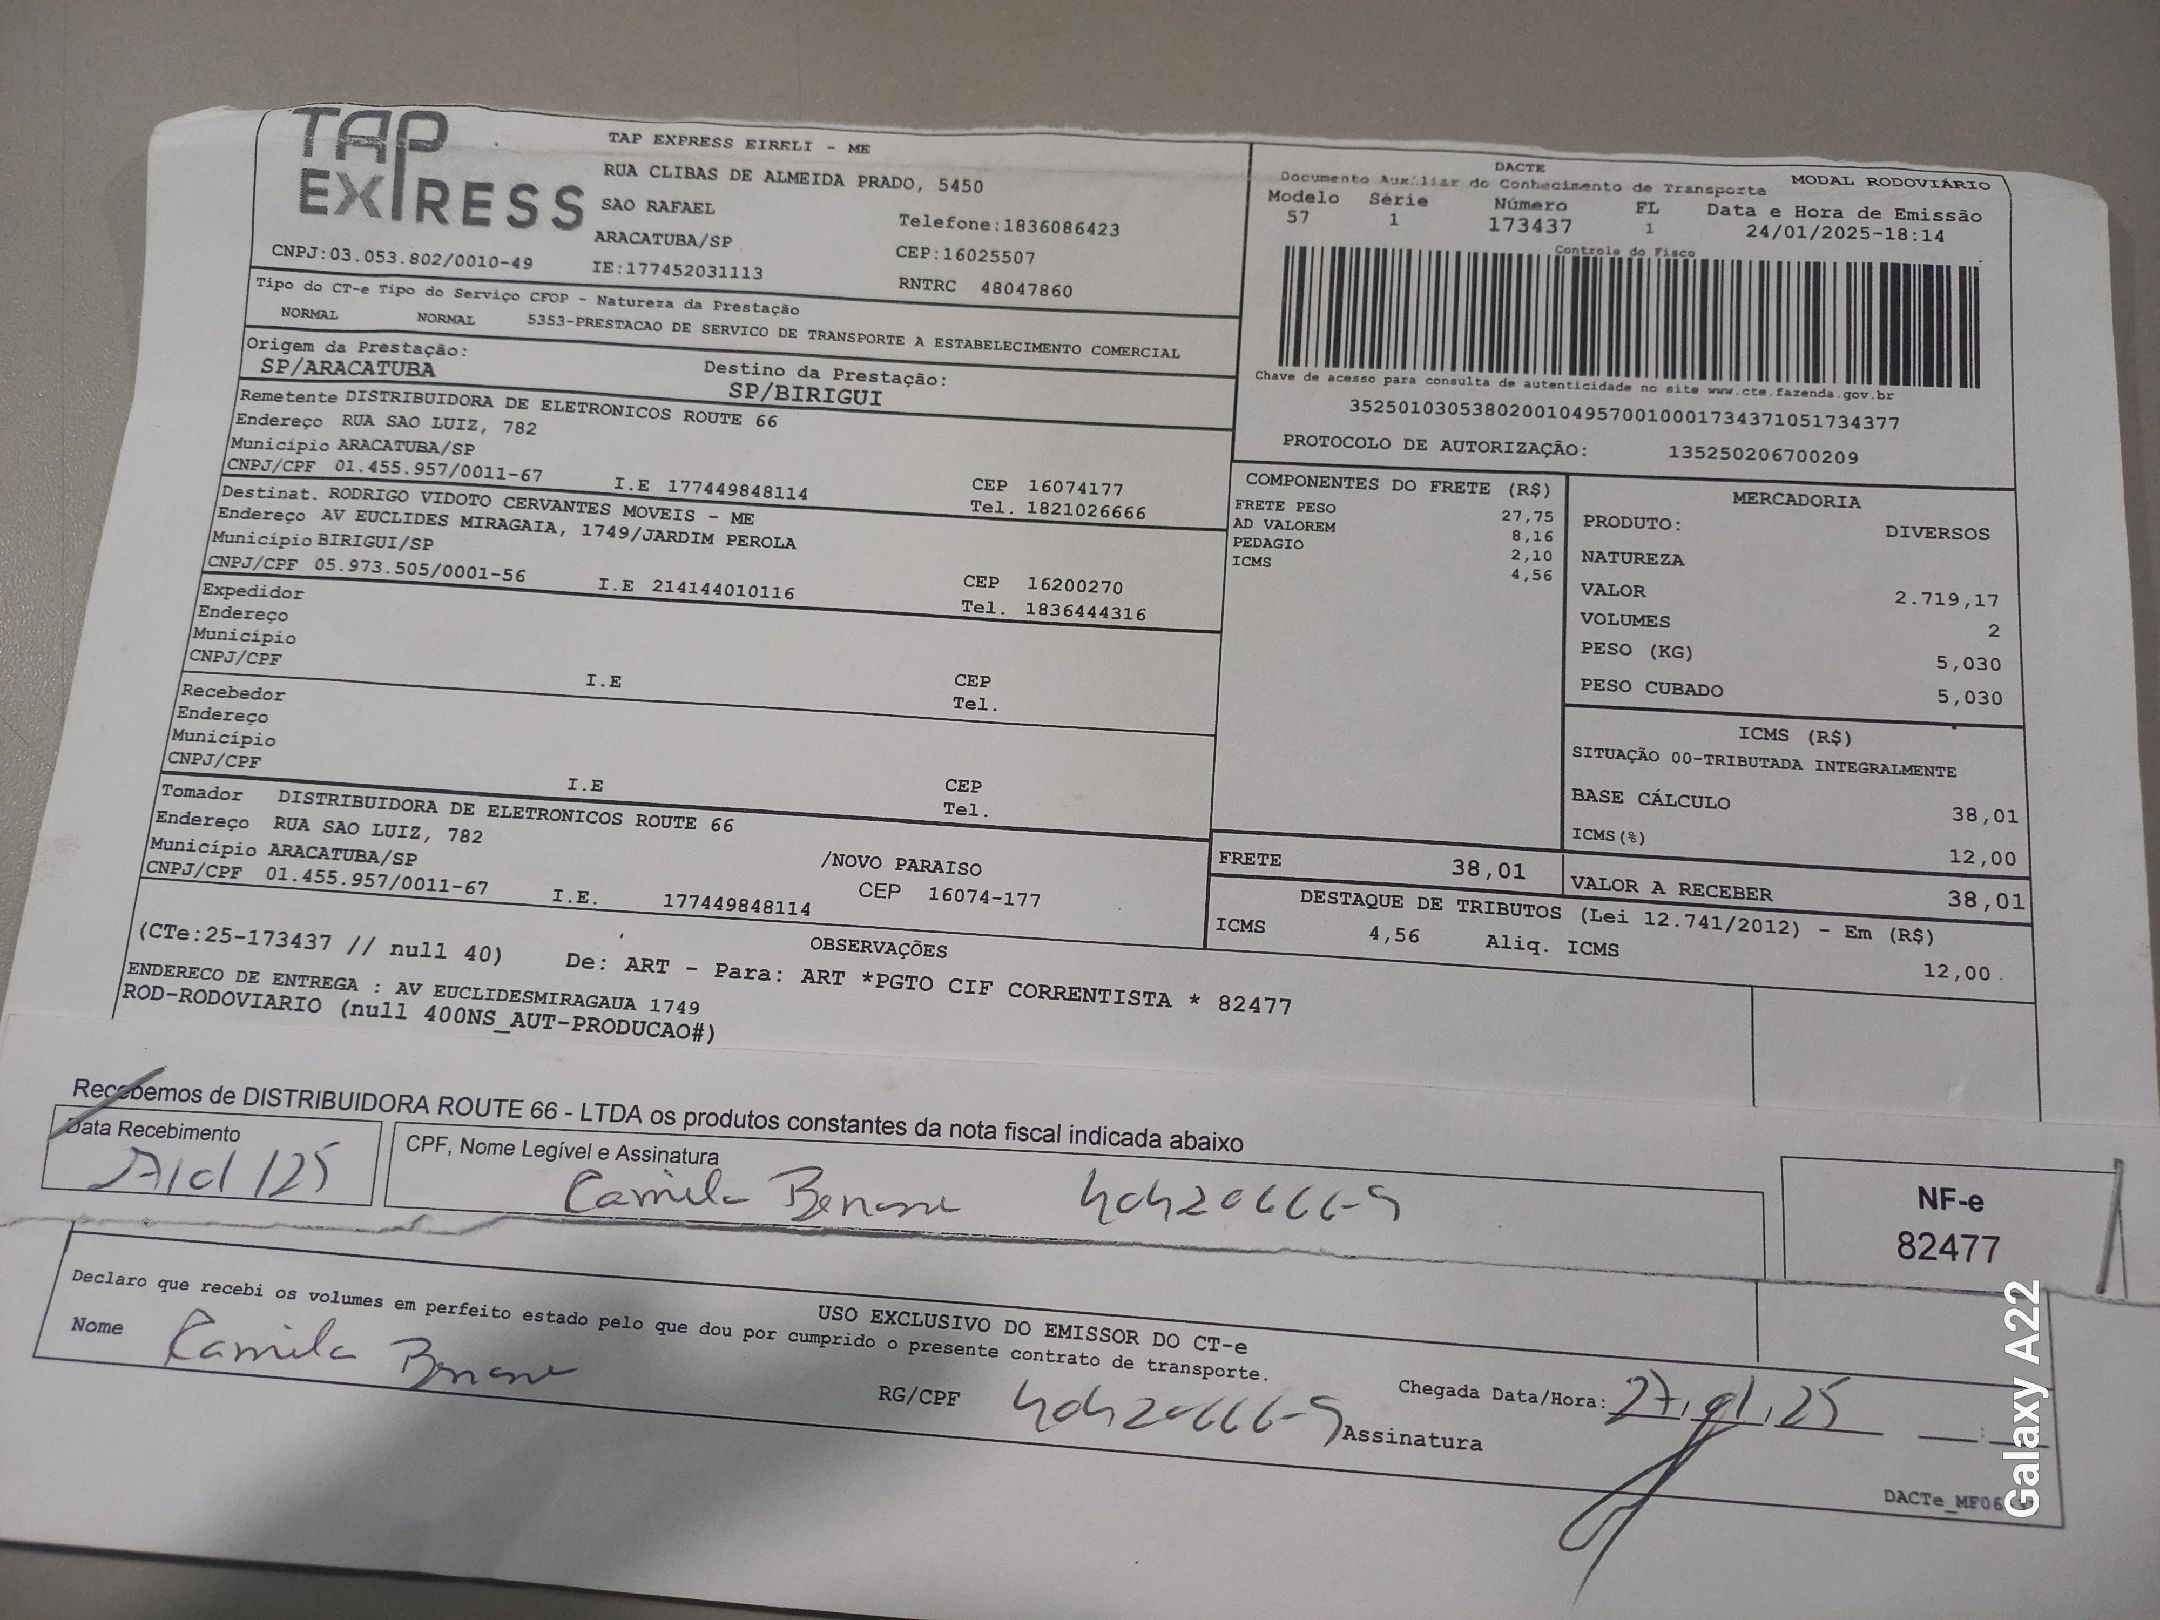 TAP
EXPRESS
TAP EXPRESS EIRELI - ME
RUA CLIBAS DE ALMEIDA PRADO, 5450
SAO RAFAEL
Telefone:1836086423
ARACATUBA/SP
CEP:16025507
CNPJ:03.053.802/0010-49
IE:177452031113
RNTRC 48047860
DACTE
Documento Auxiliar do Conhecimento de Transporte
MODAL RODOVIÁRIO
Modelo Série Número FL Data e Hora de Emissão
57 1 173437 1 24/01/2025-18:14
Controle do Fisco
Chave de acesso para consulta de autenticidade no site www.cte.fazenda.gov.br
35250103053802001049570010001734371051734377
PROTOCOLO DE AUTORIZAÇÃO: 135250206700209
Tipo do CT-e Tipo do Serviço CFOP - Natureza da Prestação
NORMAL NORMAL 5353-PRESTACAO DE SERVICO DE TRANSPORTE A ESTABELECIMENTO COMERCIAL
Origem da Prestação: Destino da Prestação:
SP/ARACATUBA SP/BIRIGUI
Remetente DISTRIBUIDORA DE ELETRONICOS ROUTE 66
Endereço RUA SAO LUIZ, 782
Município ARACATUBA/SP CEP 16074177
CNPJ/CPF 01.455.957/0011-67 I.E 177449848114 Tel. 1821026666
Destinat. RODRIGO VIDOTO CERVANTES MOVEIS - ME
Endereço AV EUCLIDES MIRAGAIA, 1749/JARDIM PEROLA
Município BIRIGUI/SP CEP 16200270
CNPJ/CPF 05.973.505/0001-56 I.E 214144010116 Tel. 1836444316
Expedidor
Endereço
Município CEP
CNPJ/CPF I.E Tel.
Recebedor
Endereço
Município CEP
CNPJ/CPF I.E Tel.
Tomador DISTRIBUIDORA DE ELETRONICOS ROUTE 66
Endereço RUA SAO LUIZ, 782 /NOVO PARAISO
Município ARACATUBA/SP CEP 16074-177
CNPJ/CPF 01.455.957/0011-67 I.E. 177449848114
COMPONENTES DO FRETE (R$)
FRETE PESO 27,75
AD VALOREM 8,16
PEDAGIO 2,10
ICMS 4,56
MERCADORIA
PRODUTO: DIVERSOS
NATUREZA
VALOR 2.719,17
VOLUMES 2
PESO (KG) 5,030
PESO CUBADO 5,030
ICMS (R$)
SITUAÇÃO 00-TRIBUTADA INTEGRALMENTE
BASE CÁLCULO 38,01
ICMS(%) 12,00
FRETE 38,01 VALOR A RECEBER 38,01
DESTAQUE DE TRIBUTOS (Lei 12.741/2012) - Em (R$)
ICMS 4,56 Aliq. ICMS 12,00
OBSERVAÇÕES
(CTe:25-173437 // null 40) De: ART - Para: ART *PGTO CIF CORRENTISTA * 82477
ENDERECO DE ENTREGA : AV EUCLIDESMIRAGAUA 1749
ROD-RODOVIARIO (null 400NS_AUT-PRODUCAO#)
Recebemos de DISTRIBUIDORA ROUTE 66 - LTDA os produtos constantes da nota fiscal indicada abaixo
Data Recebimento CPF, Nome Legível e Assinatura
Camila
NF-e
82477
USO EXCLUSIVO DO EMISSOR DO CT-e
Declaro que recebi os volumes em perfeito estado pelo que dou por cumprido o presente contrato de transporte.
Nome Camila
RG/CPF
Chegada Data/Hora: 27,01,25
Assinatura
Galaxy A22